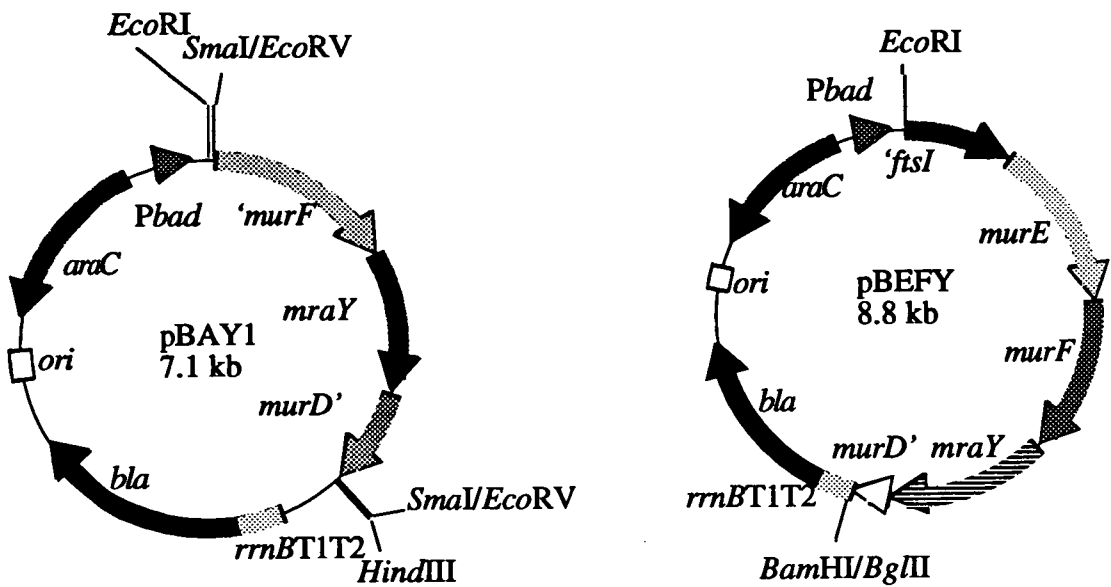 EcoRI
SmaI/EcoRV
Pbad
'murF
araC
mraY
pBAY1
7.1 kb
ori
murD'
bla
SmaI/EcoRV
rrnBT1T2
HindIII
EcoRI
Pbad
'ftsI
araC
murE
ori
pBEFY
8.8 kb
murF
bla
murD' mraY
rrnBT1T2
BamHI/BglII